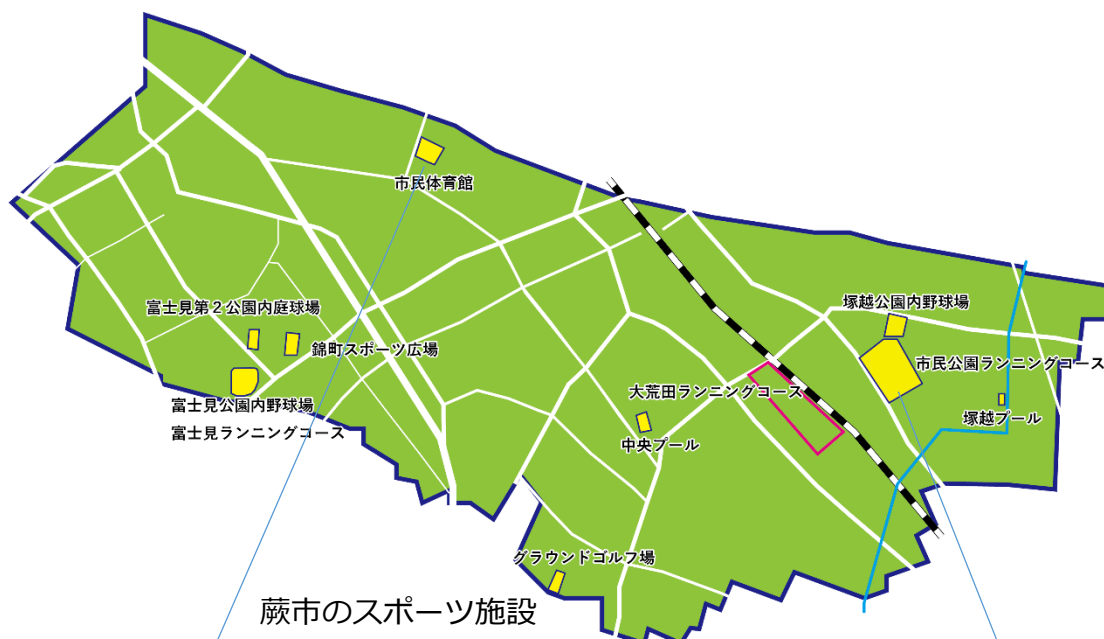 市民体育館
富士見第２公園内庭球場
錦町スポーツ広場
富士見公園内野球場
富士見ランニングコース
塚越公園内野球場
市民公園ランニングコース
大荒田ランニングコース
塚越プール
中央プール
グラウンドゴルフ場
蕨市のスポーツ施設